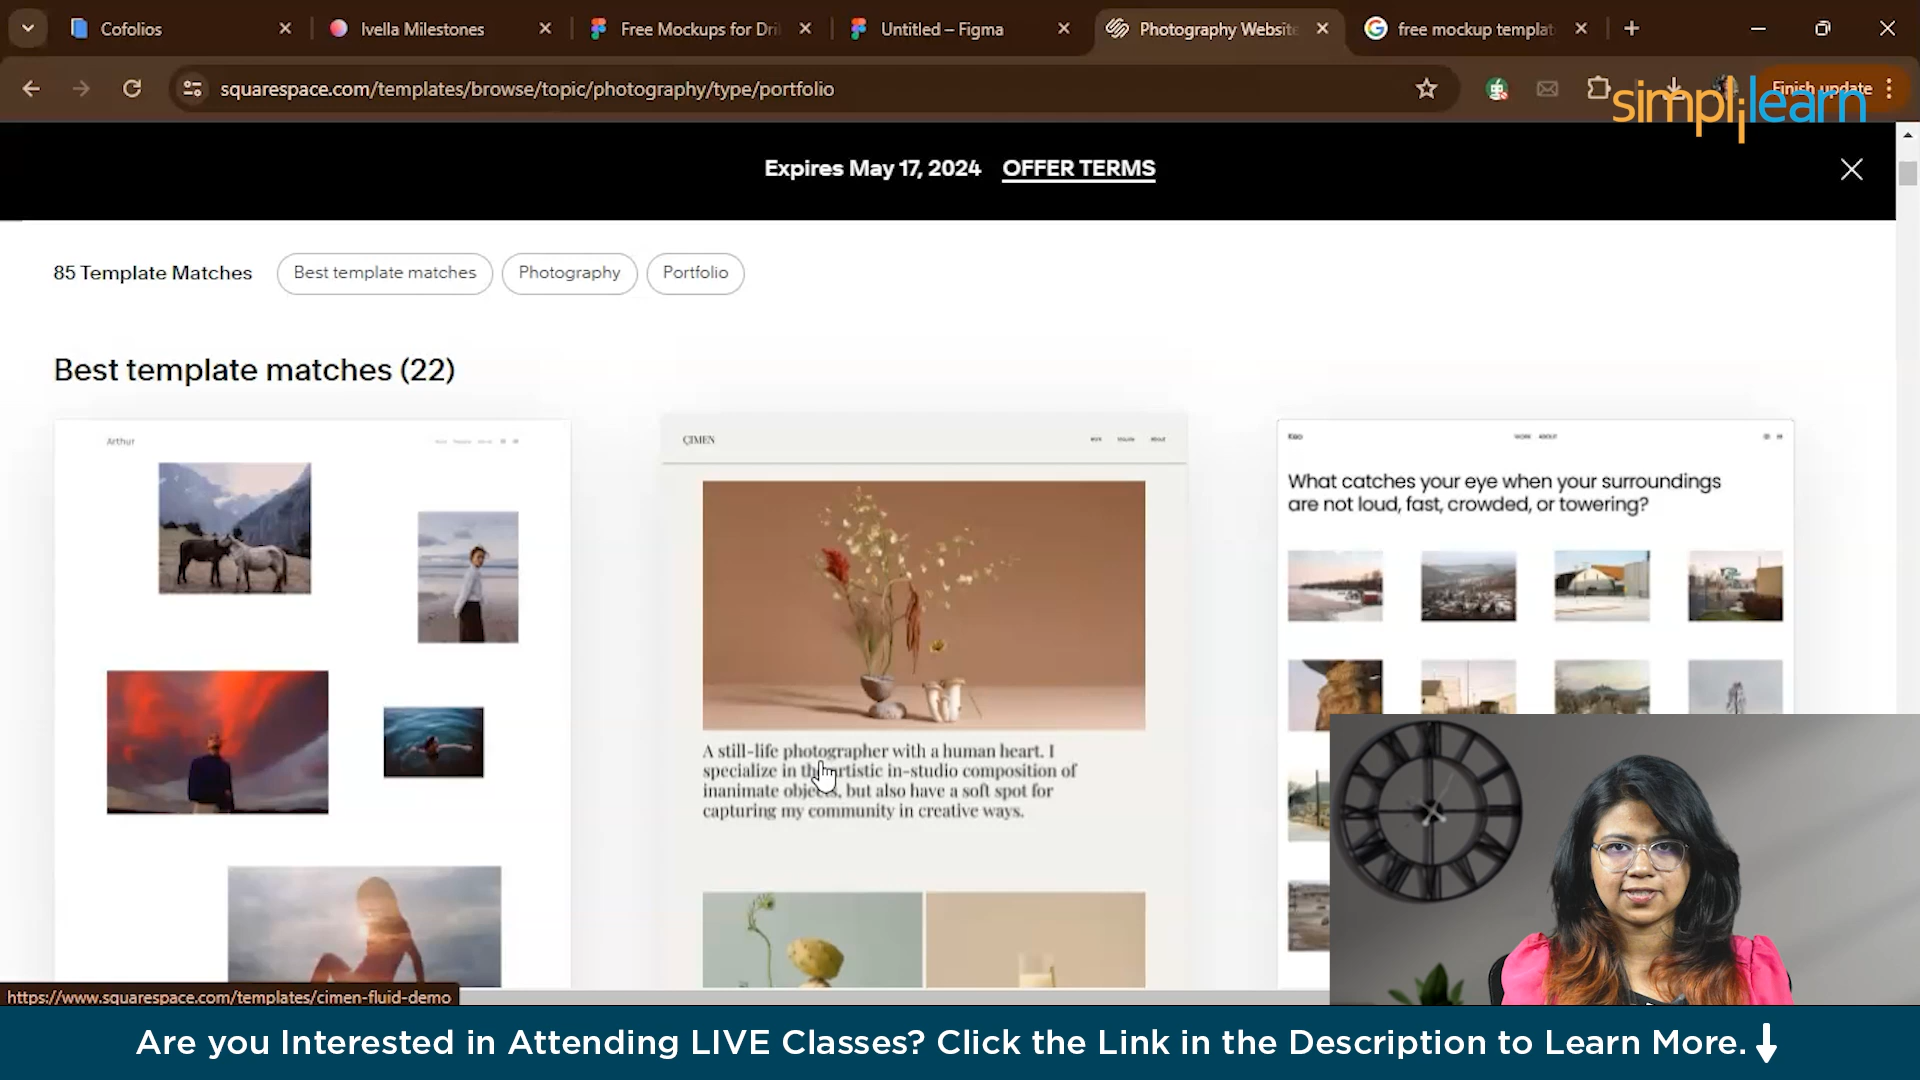 Cofolios
Ivella Milestones
Free Mockups for Dri
Untitled – Figma
Photography Website
free mockup templat
squarespace.com/templates/browse/topic/photography/type/portfolio
Finish update
simplilearn
Expires May 17, 2024 OFFER TERMS
85 Template Matches
Best template matches
Photography
Portfolio
Best template matches (22)
Arthur
ÇIMEN
About
Keo
WORK ABOUT
What catches your eye when your surroundings
are not loud, fast, crowded, or towering?
A still-life photographer with a human heart. I
specialize in the artistic in-studio composition of
inanimate objects, but also have a soft spot for
capturing my community in creative ways.
https://www.squarespace.com/templates/cimen-fluid-demo
Are you Interested in Attending LIVE Classes? Click the Link in the Description to Learn More.